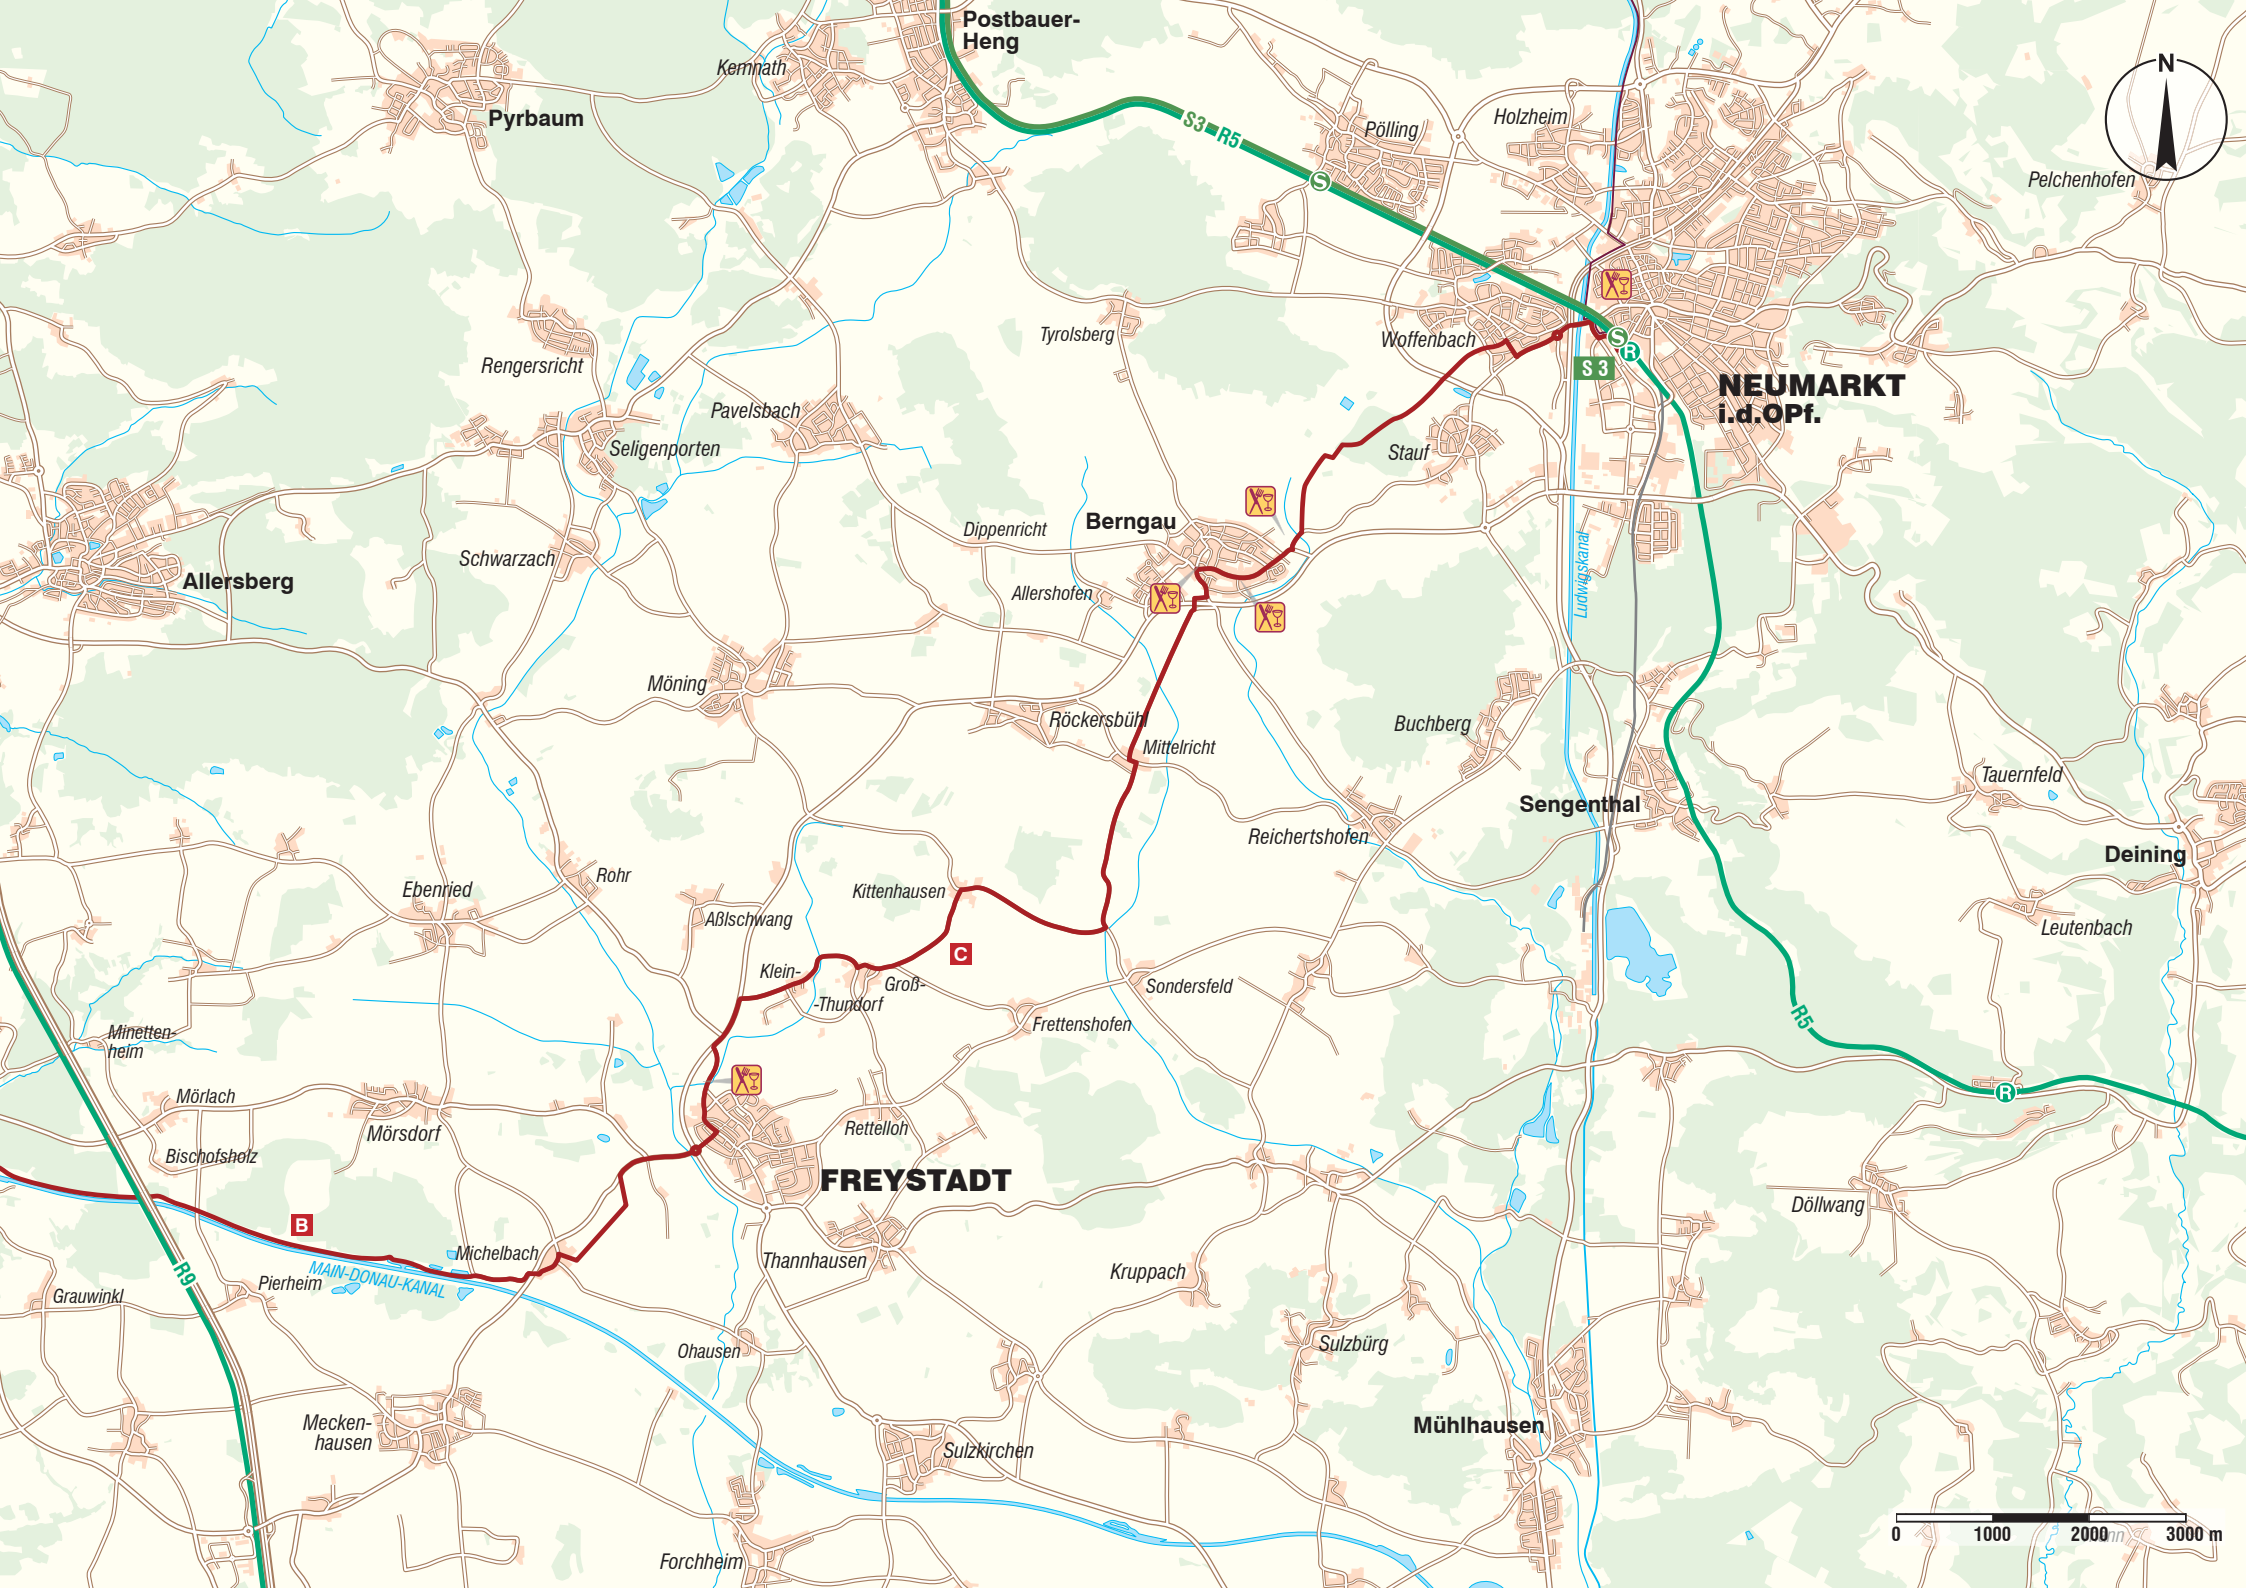 Postbauer-
Heng
N
Kemnath
Pyrbaum
S3
R5
S
Pölling
Holzheim
Pelchenhofen
Tyrolsberg
Woffenbach
S
R
S 3
Rengersricht
NEUMARKT
i.d.OPf.
Pavelsbach
Seligenporten
Stauf
Dippenricht
Berngau
Schwarzach
Allersberg
Allershofen
Ludwigskanal
Möning
Röckersbühl
Mittelricht
Buchberg
Tauernfeld
Sengenthal
Reichertshofen
Deining
Rohr
Ebenried
Kittenhausen
Aßlschwang
Leutenbach
C
Klein-
Groß-
-Thundorf
Sondersfeld
R5
Frettenshofen
Minetten-
heim
R
Mörlach
Mörsdorf
Rettelloh
Bischofsholz
FREYSTADT
Döllwang
B
Michelbach
MAIN-DONAU-KANAL
Thannhausen
Kruppach
R9
Pierheim
Grauwinkl
Ohausen
Sulzbürg
Mecken-
hausen
Mühlhausen
Sulzkirchen
Forchheim
0 1000 2000 3000 m